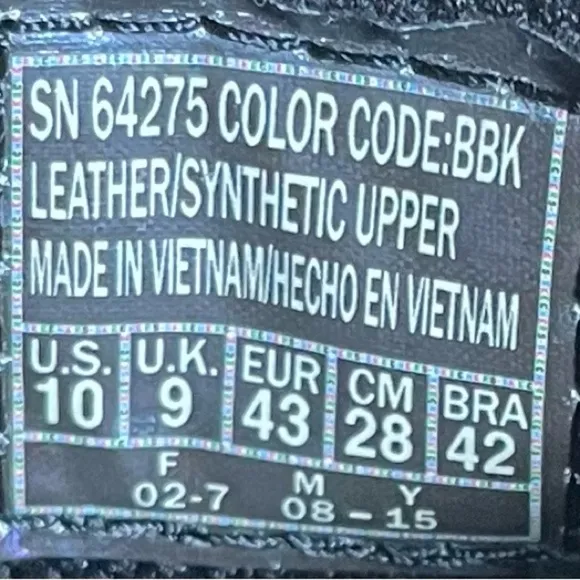 SN 64275 COLOR CODE:BBK
LEATHER/SYNTHETIC UPPER
MADE IN VIETNAM/HECHO EN VIETNAM
U.S. U.K. EUR CM BRA
10 9 43 28 42
F M Y
02-7 08-15